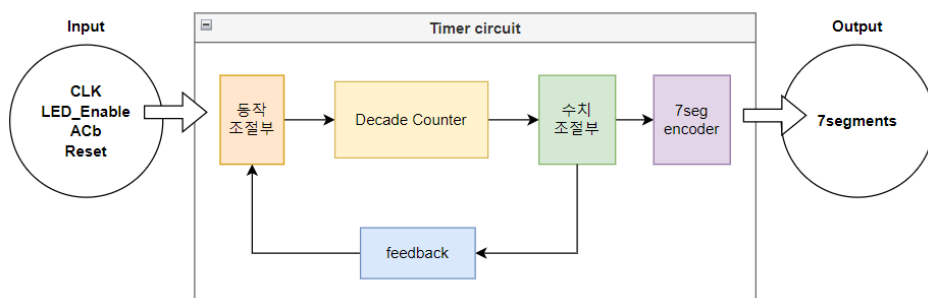 Input
CLK
LED_Enable
ACb
Reset
Timer circuit
동작
조절부
Decade Counter
수치
조절부
7seg
encoder
feedback
Output
7segments